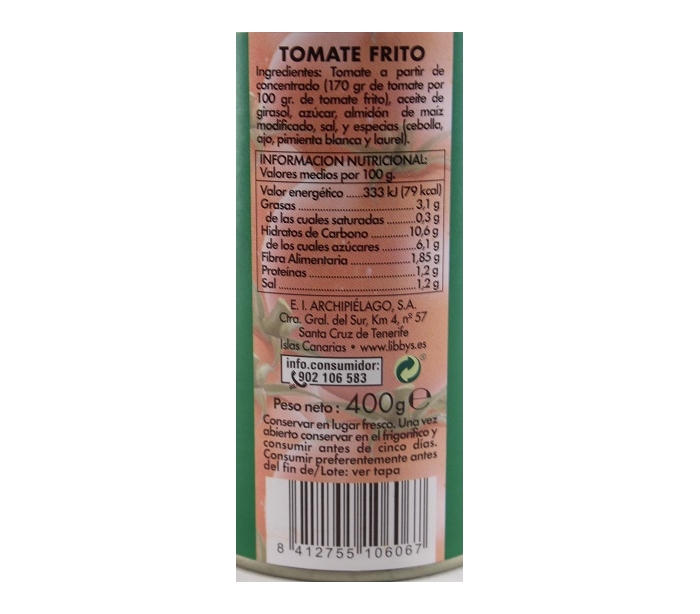 TOMATE FRITO
Ingredientes: Tomate a partir de
concentrado (170 gr de tomate por
100 gr. de tomate frito), aceite de
girasol, azúcar, almidón de maíz
modificado, sal, y especias (cebolla,
ajo, pimienta blanca y laurel).
INFORMACION NUTRICIONAL:
Valores medios por 100 g.
Valor energético ..... 333 kJ (79 kcal)
Grasas ..... 3,1 g
de las cuales saturadas ..... 0,3 g
Hidratos de Carbono ..... 10,6 g
de los cuales azúcares ..... 6,1 g
Fibra Alimentaria ..... 1,85 g
Proteínas ..... 1,2 g
Sal ..... 1,2 g
E. I. ARCHIPIÉLAGO, S.A.
Ctra. Gral. del Sur, Km 4, nº 57
Santa Cruz de Tenerife
Islas Canarias • www.libbys.es
info.consumidor:
902 106 583
®
Peso neto: 400g e
Conservar en lugar fresco. Una vez
abierto conservar en el frigorífico y
consumir antes de cinco días.
Consumir preferentemente antes
del fin de/Lote: ver tapa
8 412755 106067